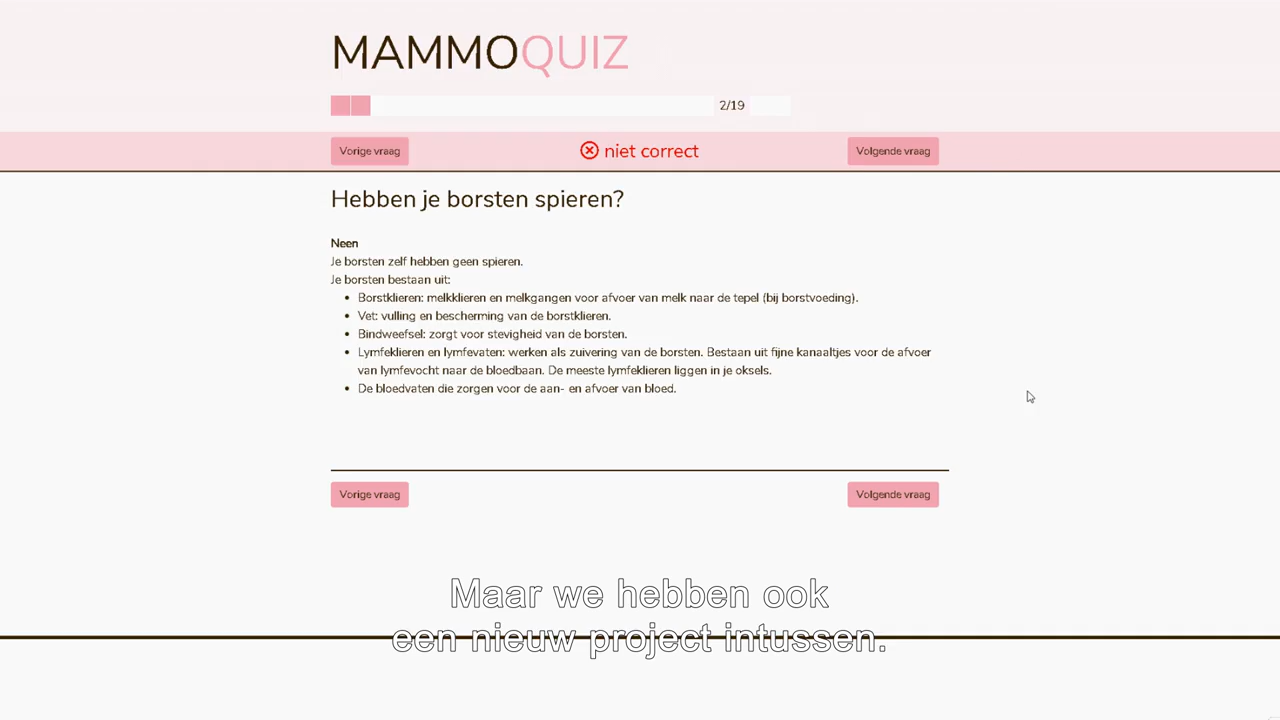 MAMMOQUIZ
2/19
Vorige vraag
niet correct
Volgende vraag
Hebben je borsten spieren?
Neen
Je borsten zelf hebben geen spieren.
Je borsten bestaan uit:
Borstklieren: melkklieren en melkgangen voor afvoer van melk naar de tepel (bij borstvoeding).
Vet: vulling en bescherming van de borstklieren.
Bindweefsel: zorgt voor stevigheid van de borsten.
Lymfeklieren en lymfevaten: werken als zuivering van de borsten. Bestaan uit fijne kanaaltjes voor de afvoer
van lymfevocht naar de bloedbaan. De meeste lymfeklieren liggen in je oksels.
De bloedvaten die zorgen voor de aan- en afvoer van bloed.
Vorige vraag
Volgende vraag
Maar we hebben ook
een nieuw project intussen.